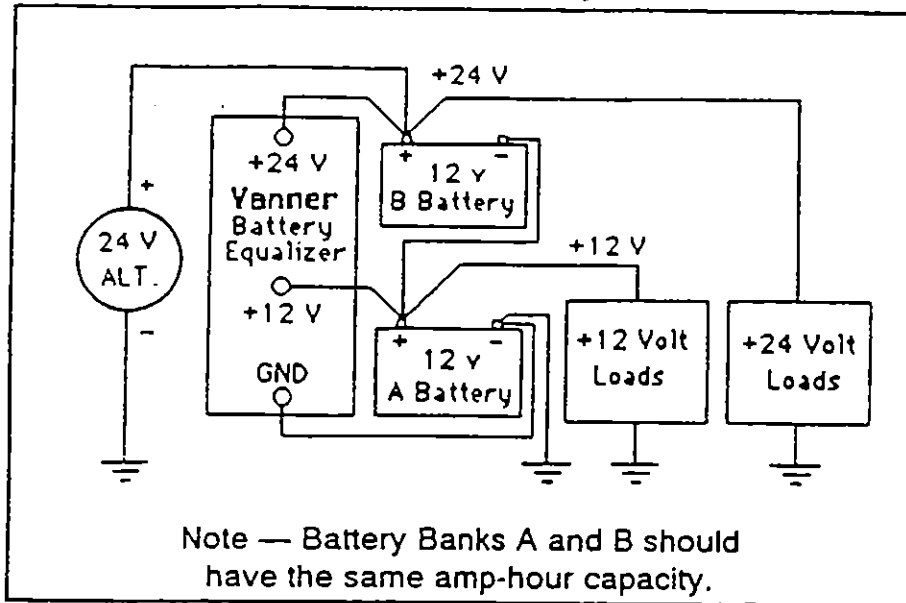 +24 V
+24 V
Vanner
Battery
Equalizer
+12 V
GND
+
24 V
ALT.
-
+ -
12 v
B Battery
+12 V
+ -
12 v
A Battery
+12 Volt
Loads
+24 Volt
Loads
Note — Battery Banks A and B should
have the same amp-hour capacity.